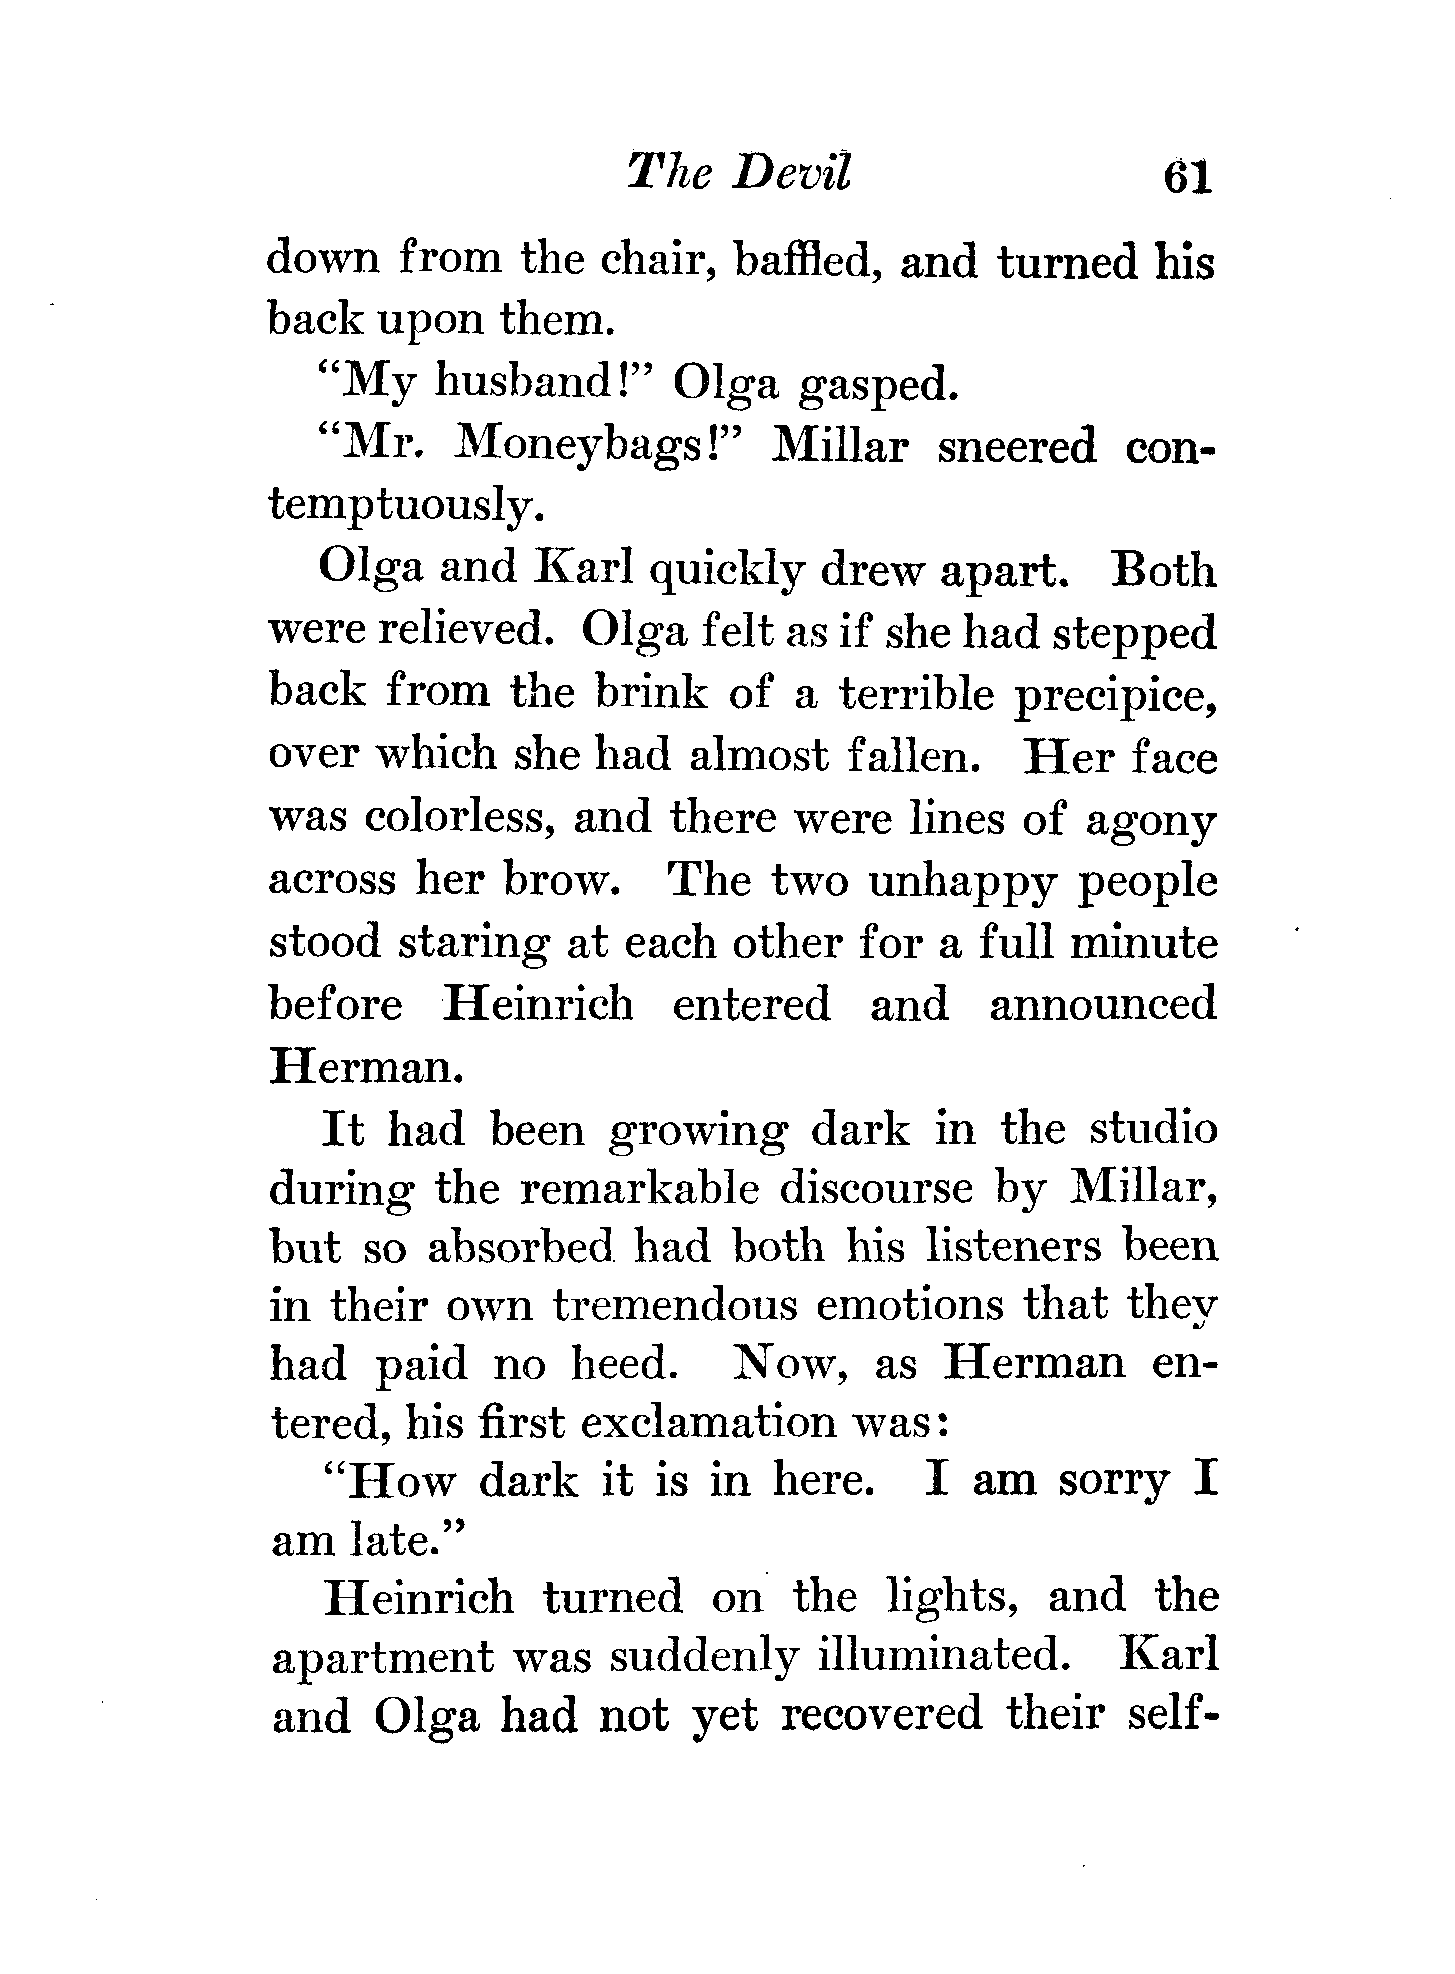 The Devil 61
down from the chair, baffled, and turned his
back upon them.
“My husband!” Olga gasped.
“Mr. Moneybags!” Millar sneered con-
temptuously.
Olga and Karl quickly drew apart. Both
were relieved. Olga felt as if she had stepped
back from the brink of a terrible precipice,
over which she had almost fallen. Her face
was colorless, and there were lines of agony
across her brow. The two unhappy people
stood staring at each other for a full minute
before Heinrich entered and announced
Herman.
It had been growing dark in the studio
during the remarkable discourse by Millar,
but so absorbed had both his listeners been
in their own tremendous emotions that they
had paid no heed. Now, as Herman en-
tered, his first exclamation was:
“How dark it is in here. I am sorry I
am late.”
Heinrich turned on the lights, and the
apartment was suddenly illuminated. Karl
and Olga had not yet recovered their self-